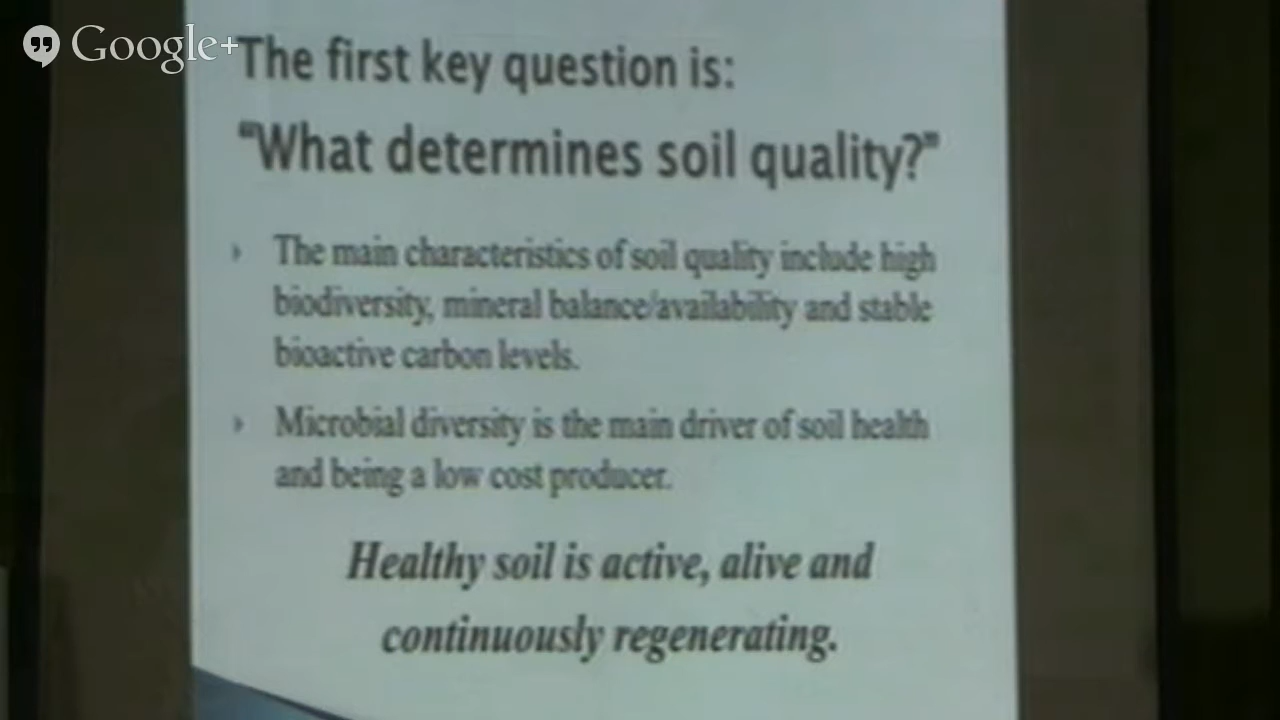 Google+
The first key question is:
“What determines soil quality?”
The main characteristics of soil quality include high
biodiversity, mineral balance/availability and stable
bioactive carbon levels.
Microbial diversity is the main driver of soil health
and being a low cost producer.
Healthy soil is active, alive and
continuously regenerating.